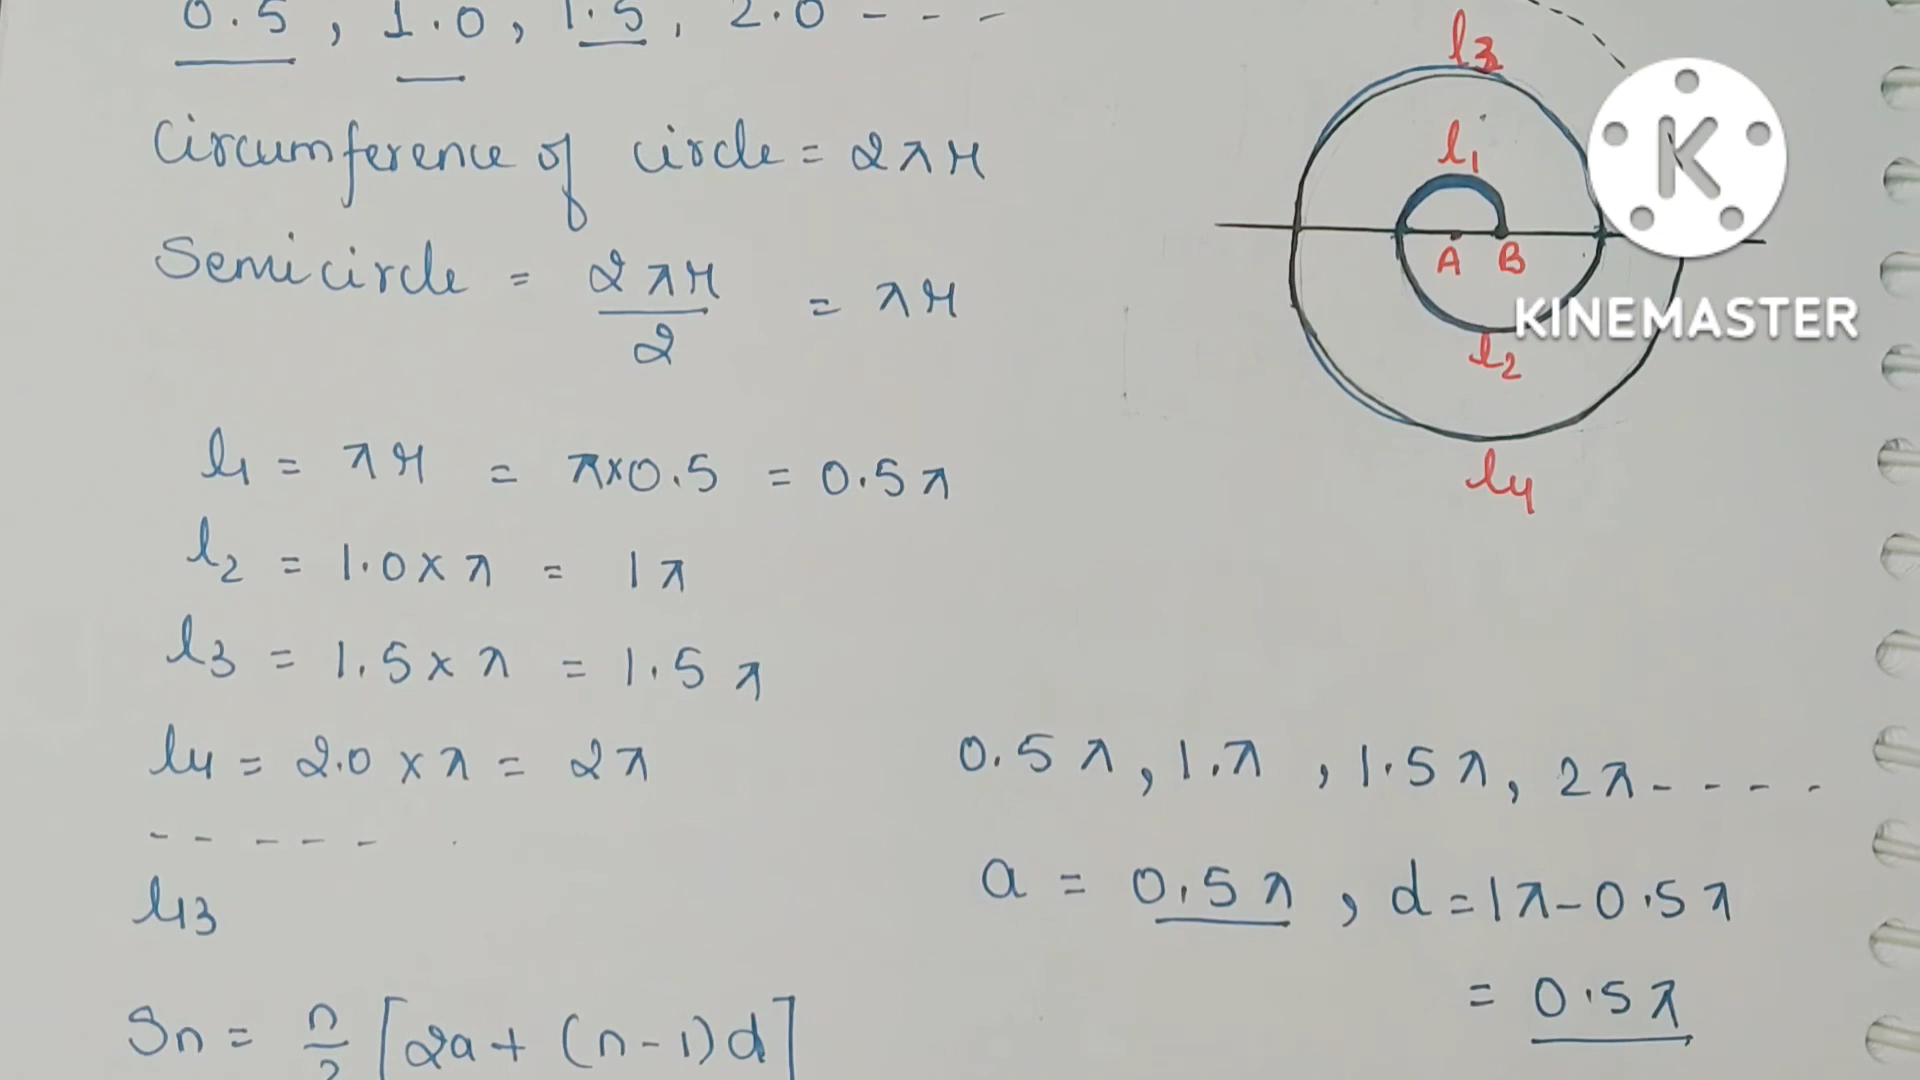 0.5, 1.0, 1.5, 2.0 - - -
Circumference of circle = 2πr
Semicircle = 2πr/2 = πr
l1 = πr = π×0.5 = 0.5π
l2 = 1.0×π = 1π
l3 = 1.5×π = 1.5π
l4 = 2.0×π = 2π
- - - - -
l13
Sn = n/2 [2a+(n-1)d]
l3
l1
A B
l2
l4
K
KINEMASTER
0.5π, 1.π, 1.5π, 2π - - - -
a = 0.5π, d = 1π-0.5π
= 0.5π